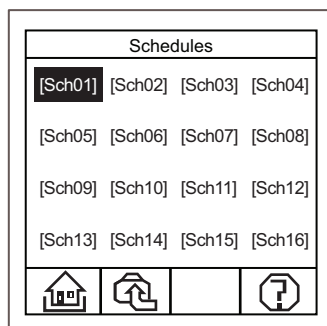 Schedules
[Sch01] [Sch02] [Sch03] [Sch04]
[Sch05] [Sch06] [Sch07] [Sch08]
[Sch09] [Sch10] [Sch11] [Sch12]
[Sch13] [Sch14] [Sch15] [Sch16]
?